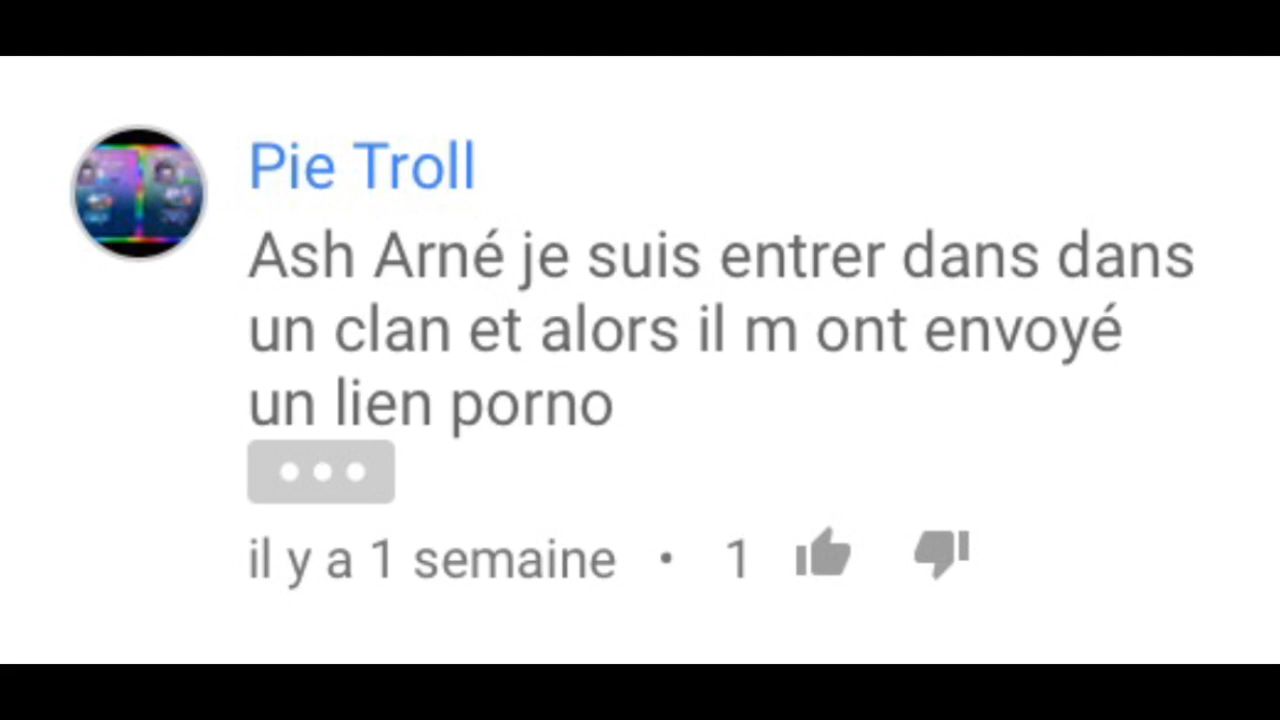 Pie Troll
Ash Arné je suis entrer dans dans
un clan et alors il m ont envoyé
un lien porno
il y a 1 semaine • 1